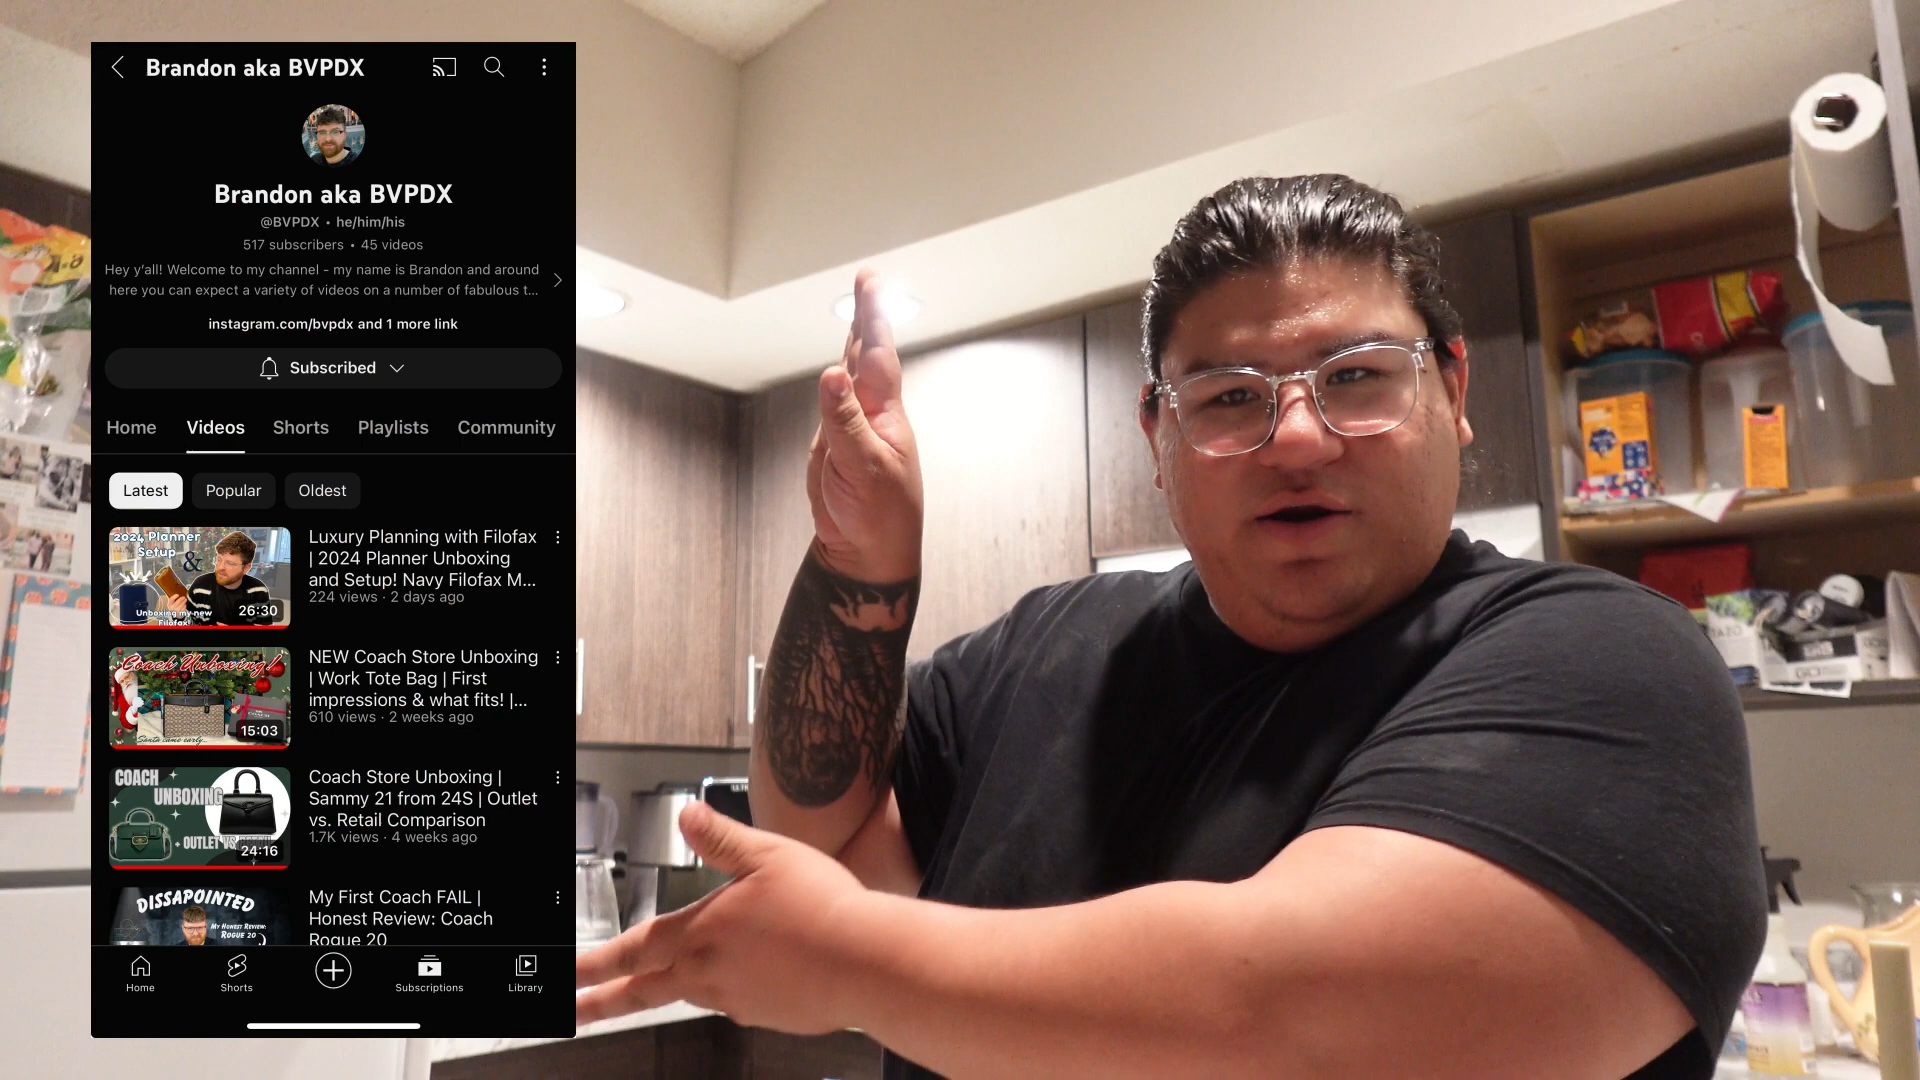 Brandon aka BVPDX
Brandon aka BVPDX
@BVPDX • he/him/his
517 subscribers • 45 videos
Hey y'all! Welcome to my channel - my name is Brandon and around
here you can expect a variety of videos on a number of fabulous t...
instagram.com/bvpdx and 1 more link
Subscribed
Home Videos Shorts Playlists Community
Latest Popular Oldest
2024 Planner
Setup
&
Unboxing my new
Filofax!
26:30
Luxury Planning with Filofax
| 2024 Planner Unboxing
and Setup! Navy Filofax M...
224 views · 2 days ago
Coach Unboxing!
Santa came early...
15:03
NEW Coach Store Unboxing
| Work Tote Bag | First
impressions & what fits! |...
610 views · 2 weeks ago
COACH
UNBOXING
+ OUTLET VS
24:16
Coach Store Unboxing |
Sammy 21 from 24S | Outlet
vs. Retail Comparison
1.7K views · 4 weeks ago
DISSAPOINTED
My Honest Review:
Rogue 20
My First Coach FAIL |
Honest Review: Coach
Rogue 20
Home Shorts Subscriptions Library